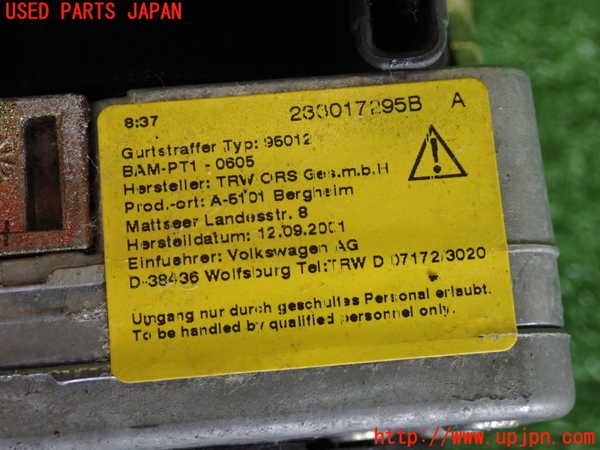 USED PARTS JAPAN
8:37 233017295B A
Gurtstraffer Typ: 95012
BAM-PT1 - 0605
Hersteller: TRW ORS Ges.m.b.H
Prod.-ort: A-5101 Bergheim
Mattseer Landesstr. 8
Herstelldatum: 12.09.2001
Einfuehrer: Volkswagen AG
D-38436 Wolfsburg Tel:TRW D 07172/3020
Umgang nur durch geschultes Personal erlaubt.
To be handled by qualified personnel only.
http://www.upjpn.com/